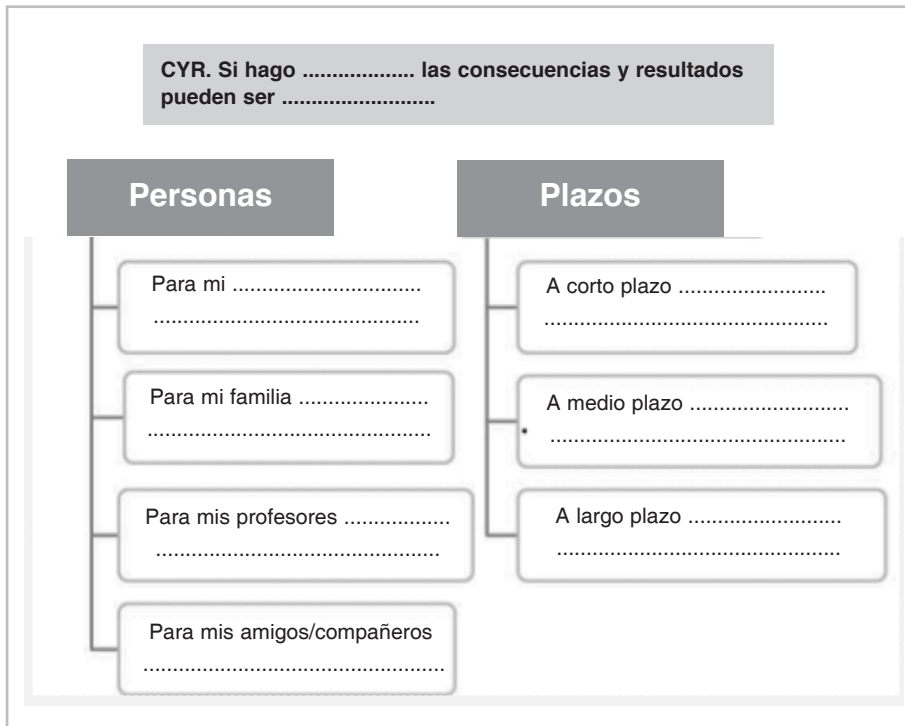 CYR. Si hago ................... las consecuencias y resultados
pueden ser ..........................
Personas
Para mi ................................
.............................................
Para mi familia ......................
................................................
Para mis profesores ..................
................................................
Para mis amigos/compañeros
...................................................
Plazos
A corto plazo .........................
................................................
A medio plazo ...........................
..................................................
A largo plazo ..........................
................................................